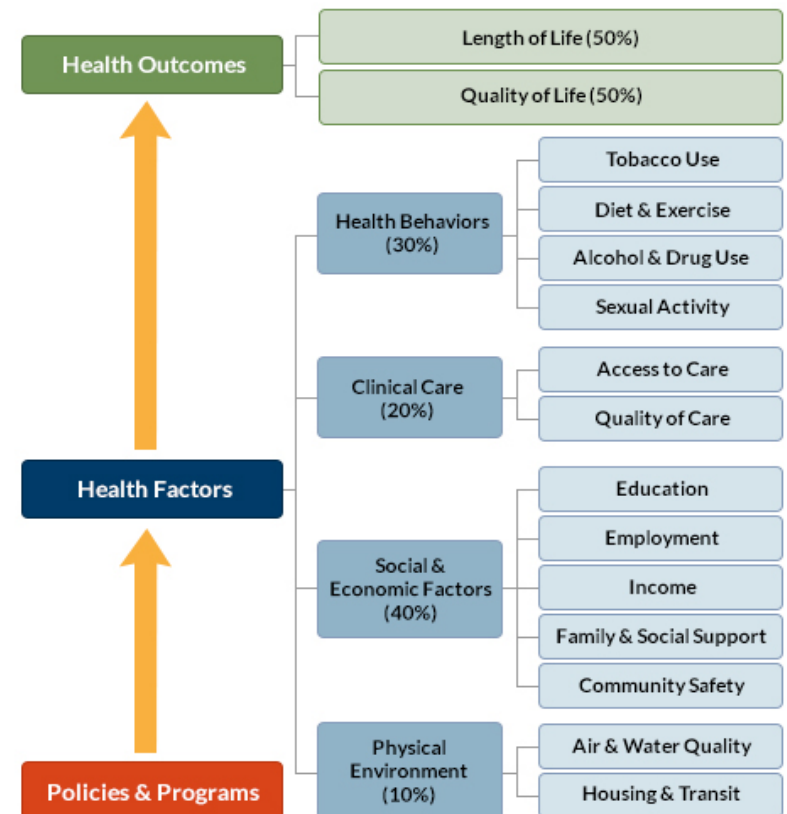 Health Outcomes
Length of Life (50%)
Quality of Life (50%)
Health Behaviors
(30%)
Tobacco Use
Diet & Exercise
Alcohol & Drug Use
Sexual Activity
Clinical Care
(20%)
Access to Care
Quality of Care
Health Factors
Social &
Economic Factors
(40%)
Education
Employment
Income
Family & Social Support
Community Safety
Physical
Environment
(10%)
Air & Water Quality
Housing & Transit
Policies & Programs